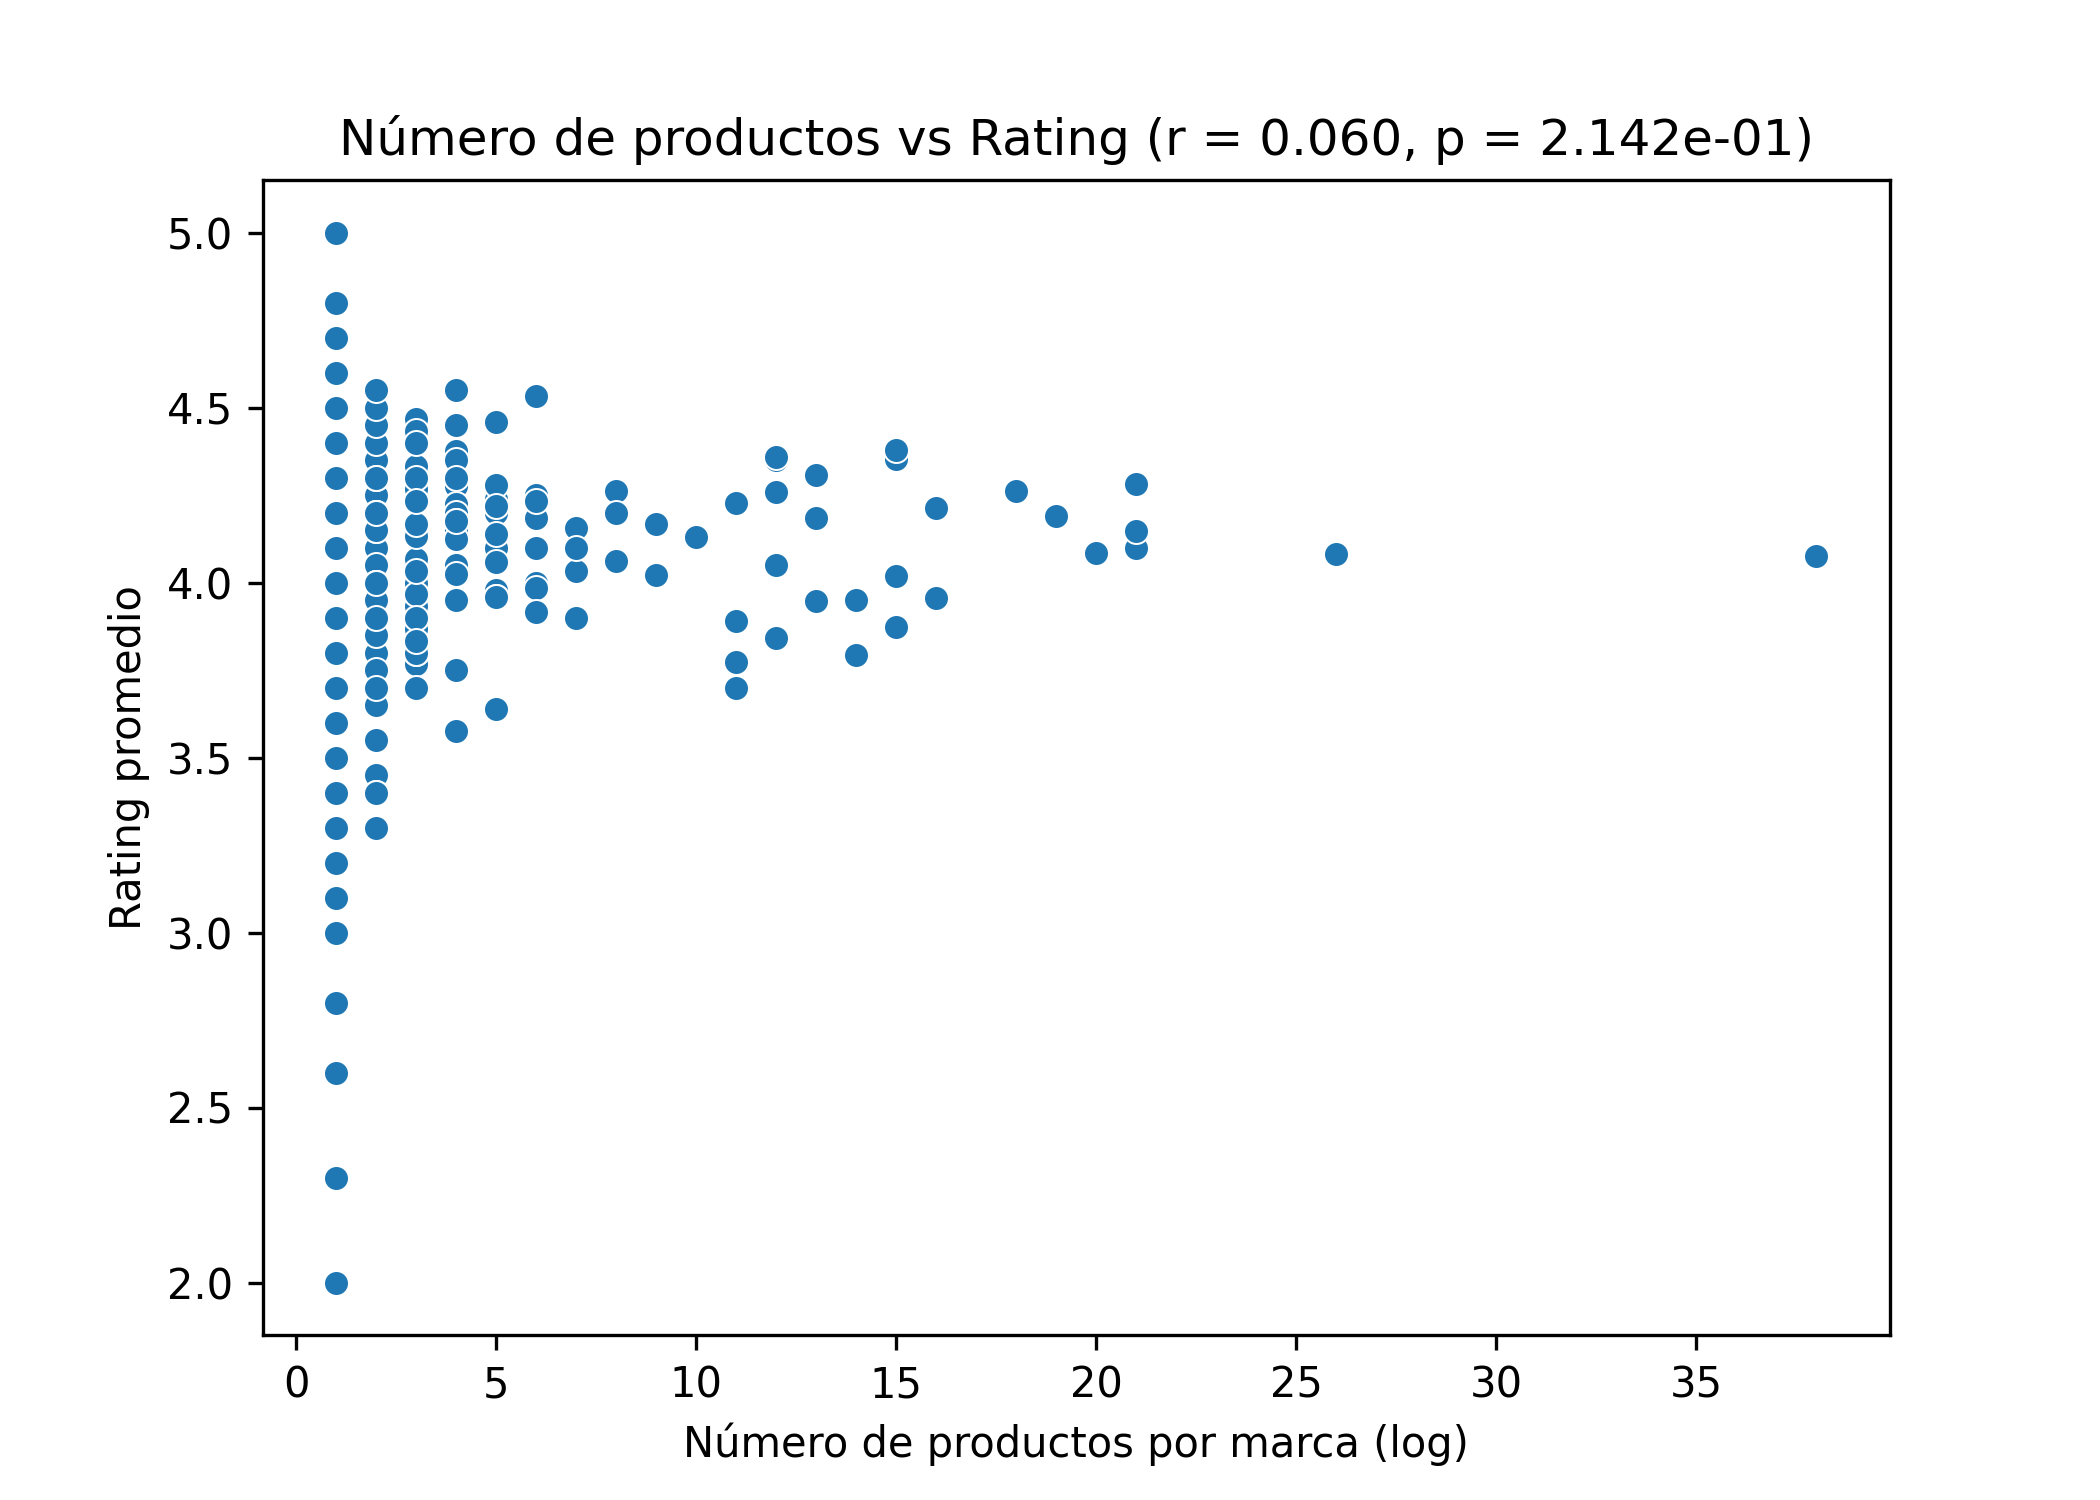 Número de productos vs Rating (r = 0.060, p = 2.142e-01)
Rating promedio
5.0
4.5
4.0
3.5
3.0
2.5
2.0
0 5 10 15 20 25 30 35
Número de productos por marca (log)